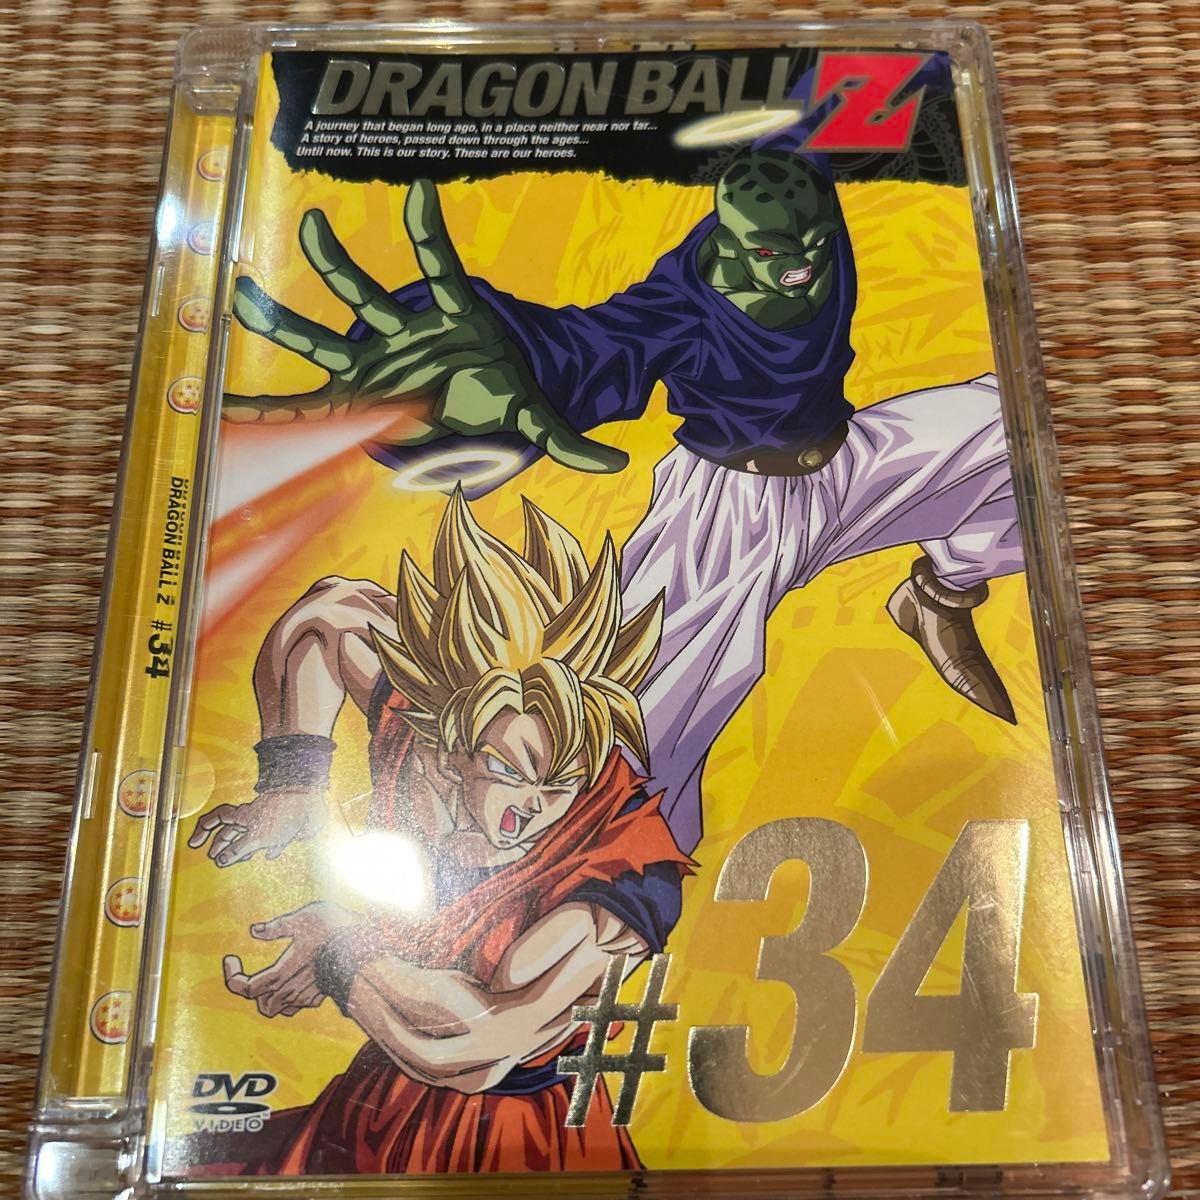 DRAGON BALL Z
A journey that began long ago, in a place neither near nor far...
A story of heroes, passed down through the ages...
Until now. This is our story. These are our heroes.
DRAGON BALL Z #34
#34
DVD
VIDEO